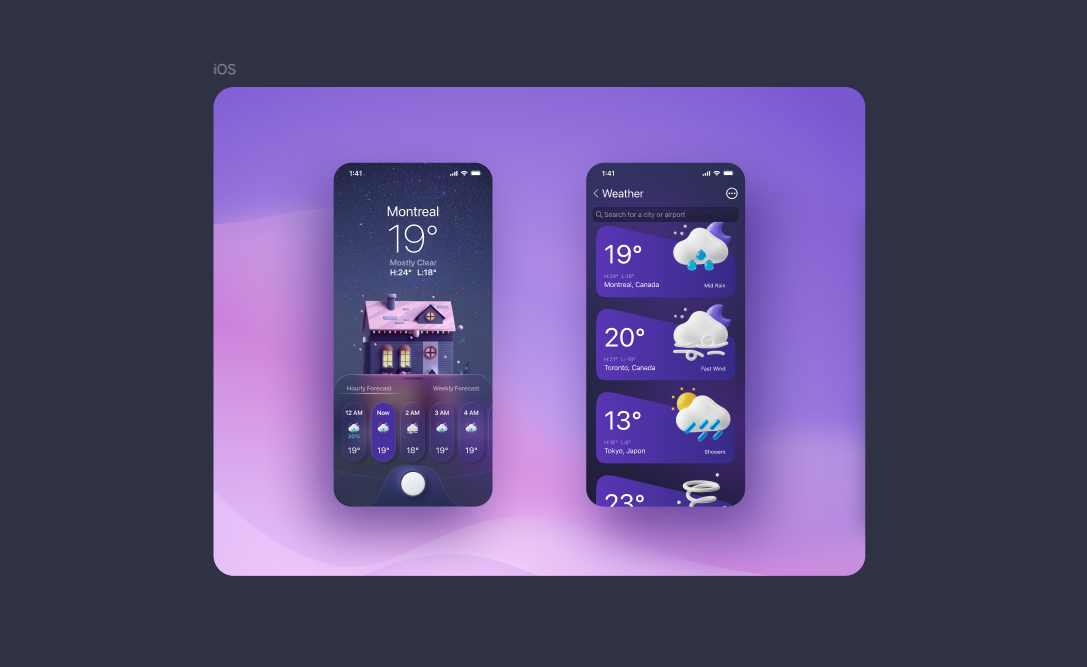 iOS
1:41
Montreal
19°
Mostly Clear
H:24° L:18°
Hourly Forecast Weekly Forecast
12 AM Now 2 AM 3 AM 4 AM
30%
19° 19° 18° 19° 19°
1:41
Weather
Search for a city or airport
19°
H:24° L:18°
Montreal, Canada Mid Rain
20°
H:21° L:-19°
Toronto, Canada Fast Wind
13°
H:16° L:8°
Tokyo, Japon Showers
23°